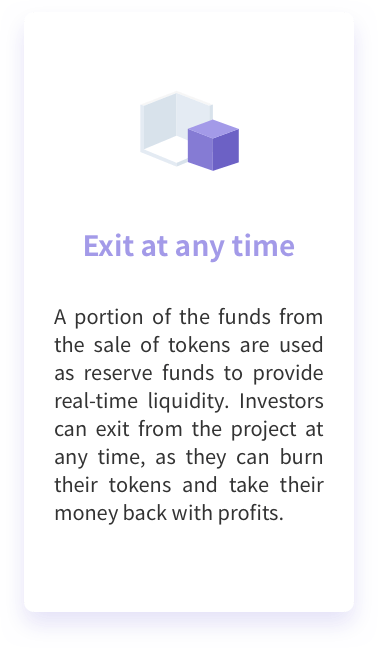 Exit at any time
A portion of the funds from
the sale of tokens are used
as reserve funds to provide
real-time liquidity. Investors
can exit from the project at
any time, as they can burn
their tokens and take their
money back with profits.